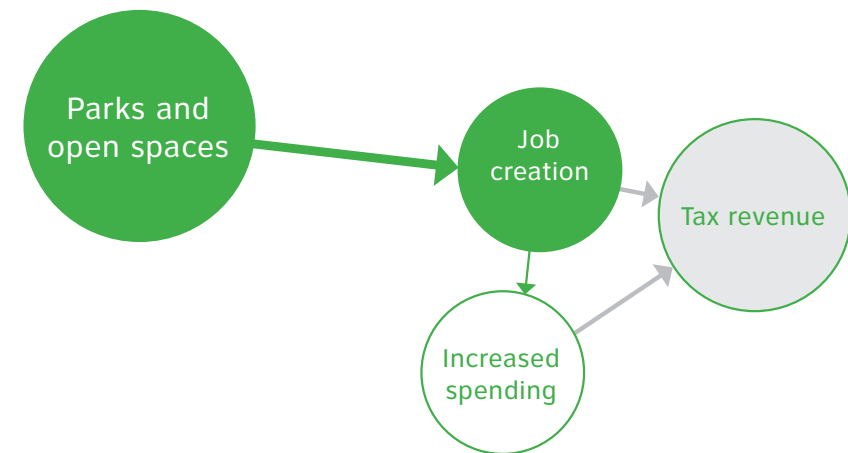 Parks and
open spaces
Job
creation
Tax revenue
Increased
spending